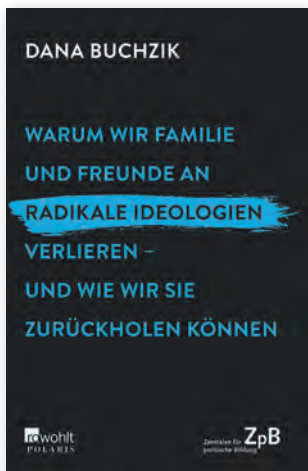 DANA BUCHZIK
WARUM WIR FAMILIE
UND FREUNDE AN
RADIKALE IDEOLOGIEN
VERLIEREN –
UND WIE WIR SIE
ZURÜCKHOLEN KÖNNEN
rowohlt
POLARIS
Zentralen für
politische Bildung
ZpB